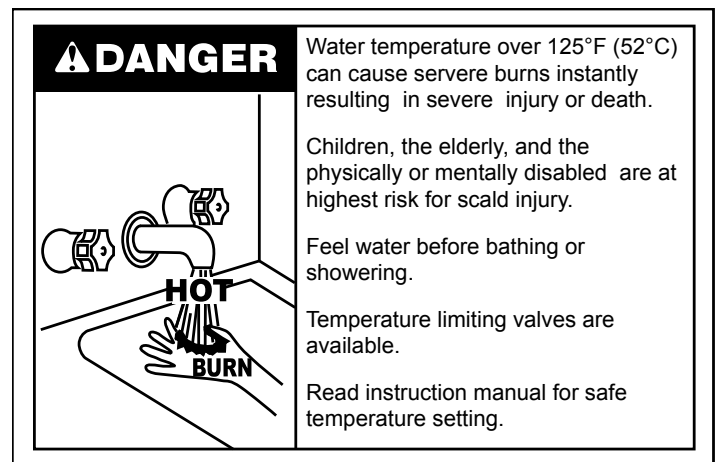 DANGER
HOT
BURN
Water temperature over 125°F (52°C)
can cause servere burns instantly
resulting in severe injury or death.
Children, the elderly, and the
physically or mentally disabled are at
highest risk for scald injury.
Feel water before bathing or
showering.
Temperature limiting valves are
available.
Read instruction manual for safe
temperature setting.